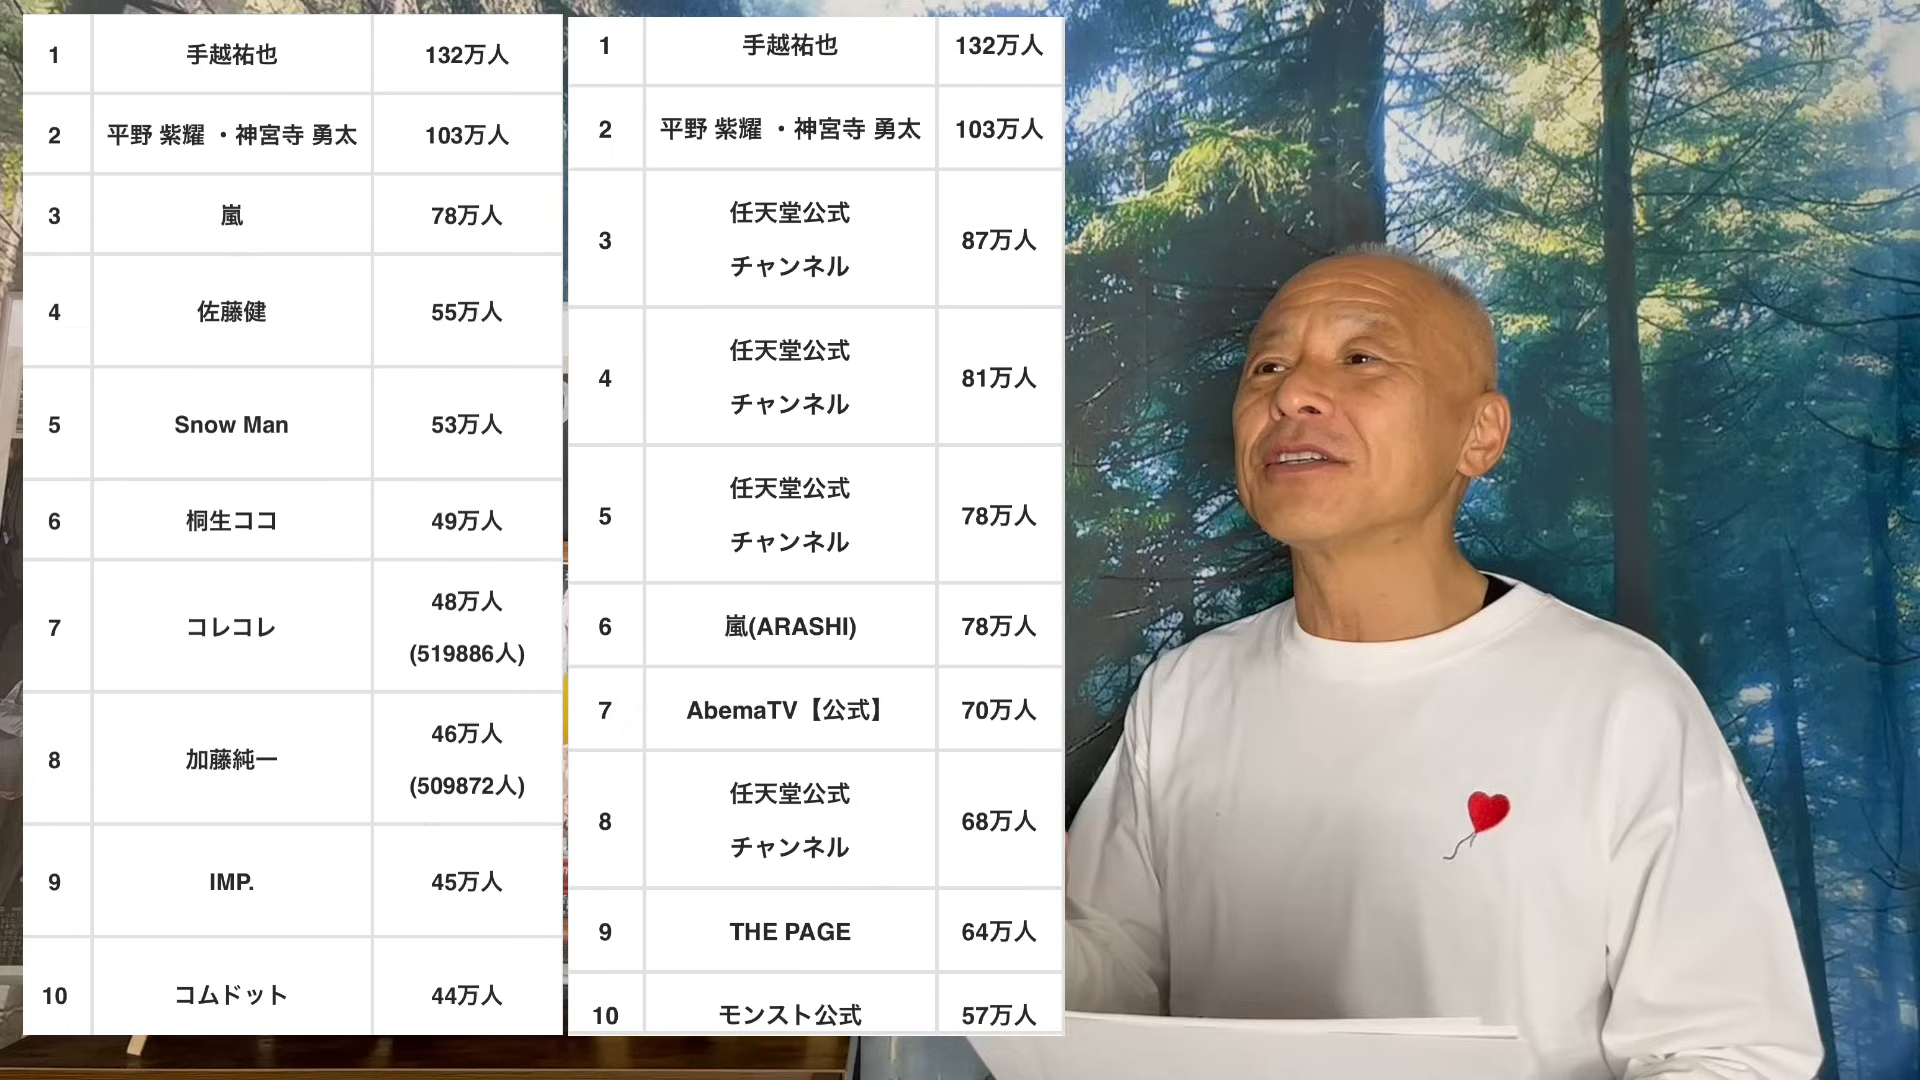 1 手越祐也 132万人
2 平野 紫耀 ・神宮寺 勇太 103万人
3 嵐 78万人
4 佐藤健 55万人
5 Snow Man 53万人
6 桐生ココ 49万人
7 コレコレ 48万人
(519886人)
8 加藤純一 46万人
(509872人)
9 IMP. 45万人
10 コムドット 44万人
1 手越祐也 132万人
2 平野 紫耀 ・神宮寺 勇太 103万人
3 任天堂公式
チャンネル 87万人
4 任天堂公式
チャンネル 81万人
5 任天堂公式
チャンネル 78万人
6 嵐(ARASHI) 78万人
7 AbemaTV【公式】 70万人
8 任天堂公式
チャンネル 68万人
9 THE PAGE 64万人
10 モンスト公式 57万人